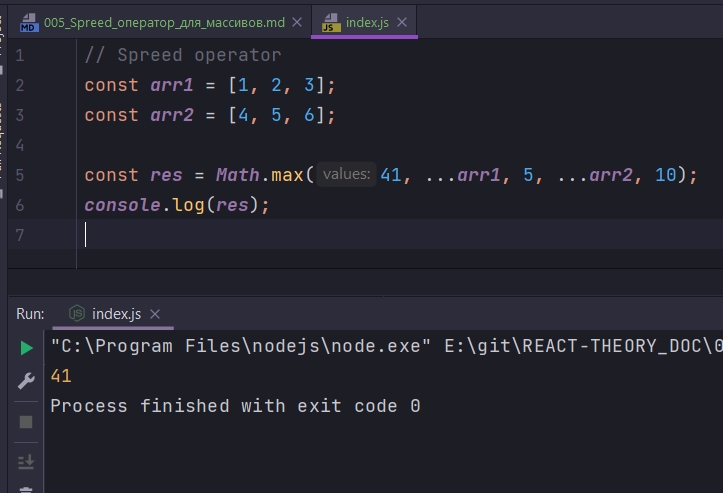 005_Spreed_оператор_для_массивов.md
index.js
1 // Spreed operator
2 const arr1 = [1, 2, 3];
3 const arr2 = [4, 5, 6];
4
5 const res = Math.max( values: 41, ...arr1, 5, ...arr2, 10);
6 console.log(res);
7
Run: index.js
"C:\Program Files\nodejs\node.exe" E:\git\REACT-THEORY_DOC\0
41
Process finished with exit code 0